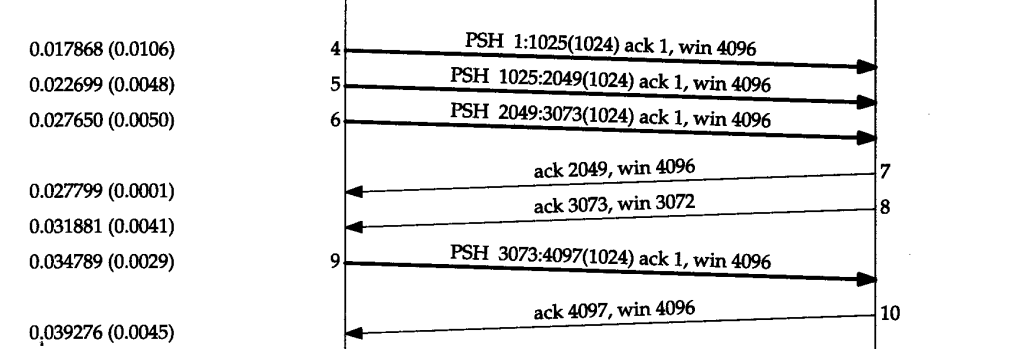 0.017868 (0.0106) 4 PSH 1:1025(1024) ack 1, win 4096
0.022699 (0.0048) 5 PSH 1025:2049(1024) ack 1, win 4096
0.027650 (0.0050) 6 PSH 2049:3073(1024) ack 1, win 4096
ack 2049, win 4096 7
0.027799 (0.0001)
ack 3073, win 3072 8
0.031881 (0.0041)
0.034789 (0.0029) 9 PSH 3073:4097(1024) ack 1, win 4096
ack 4097, win 4096 10
0.039276 (0.0045)